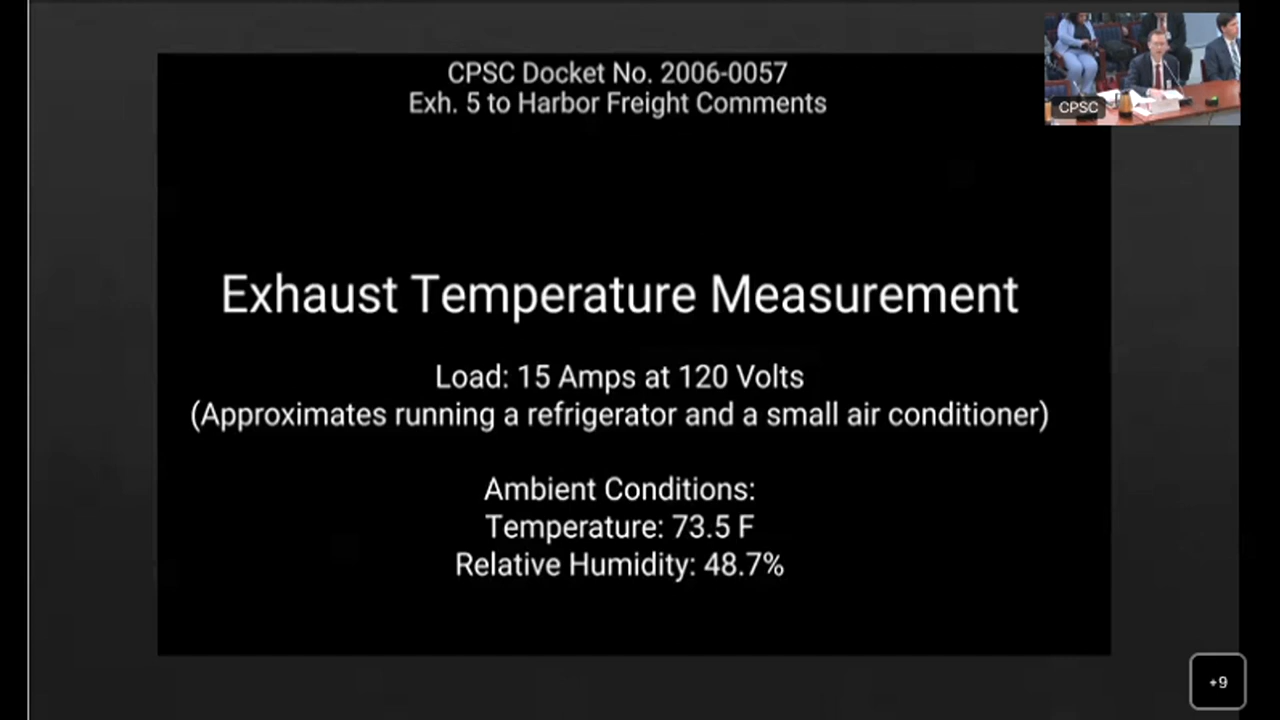 CPSC Docket No. 2006-0057
Exh. 5 to Harbor Freight Comments
CPSC
Exhaust Temperature Measurement
Load: 15 Amps at 120 Volts
(Approximates running a refrigerator and a small air conditioner)
Ambient Conditions:
Temperature: 73.5 F
Relative Humidity: 48.7%
+9